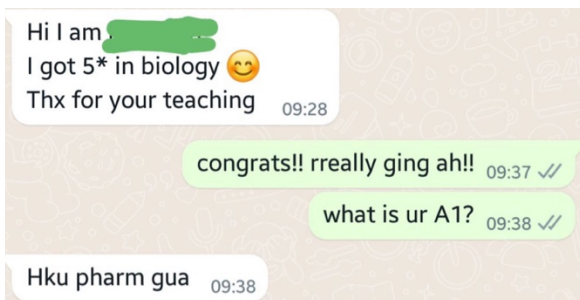 Hi I am
I got 5* in biology 😊
Thx for your teaching 09:28
congrats!! rreally ging ah!! 09:37
what is ur A1? 09:38
Hku pharm gua 09:38